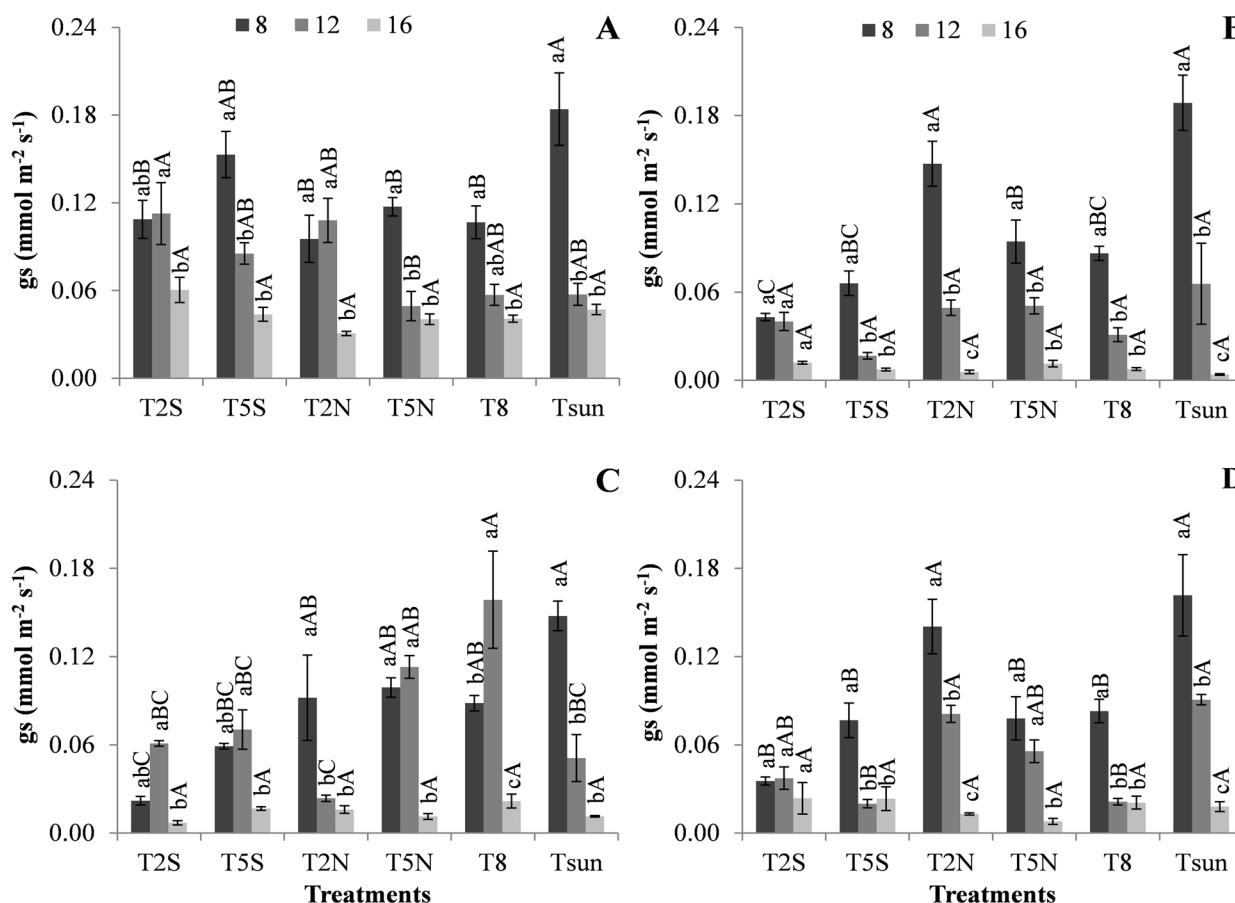 8 12 16 A
gs (mmol m⁻² s⁻¹)
0.24
0.18
0.12
0.06
0.00
abB aA bA aAB bAB bA aB aAB bA aB bB bA aB abAB bA aA bAB bA
T2S T5S T2N T5N T8 Tsun
8 12 16 B
gs (mmol m⁻² s⁻¹)
0.24
0.18
0.12
0.06
0.00
aC aA aA aBC bA bA aA bA cA aB bA bA aBC bA bA aA bA cA
T2S T5S T2N T5N T8 Tsun
C
gs (mmol m⁻² s⁻¹)
0.24
0.18
0.12
0.06
0.00
abC aBC bA abBC aBC bA aAB bC bA aAB aAB bA bAB aA cA aA bBC bA
T2S T5S T2N T5N T8 Tsun
Treatments
D
gs (mmol m⁻² s⁻¹)
0.24
0.18
0.12
0.06
0.00
aB aAB aA aB bB bA aA bA cA aB aAB bA aB bB bA aA bA cA
T2S T5S T2N T5N T8 Tsun
Treatments